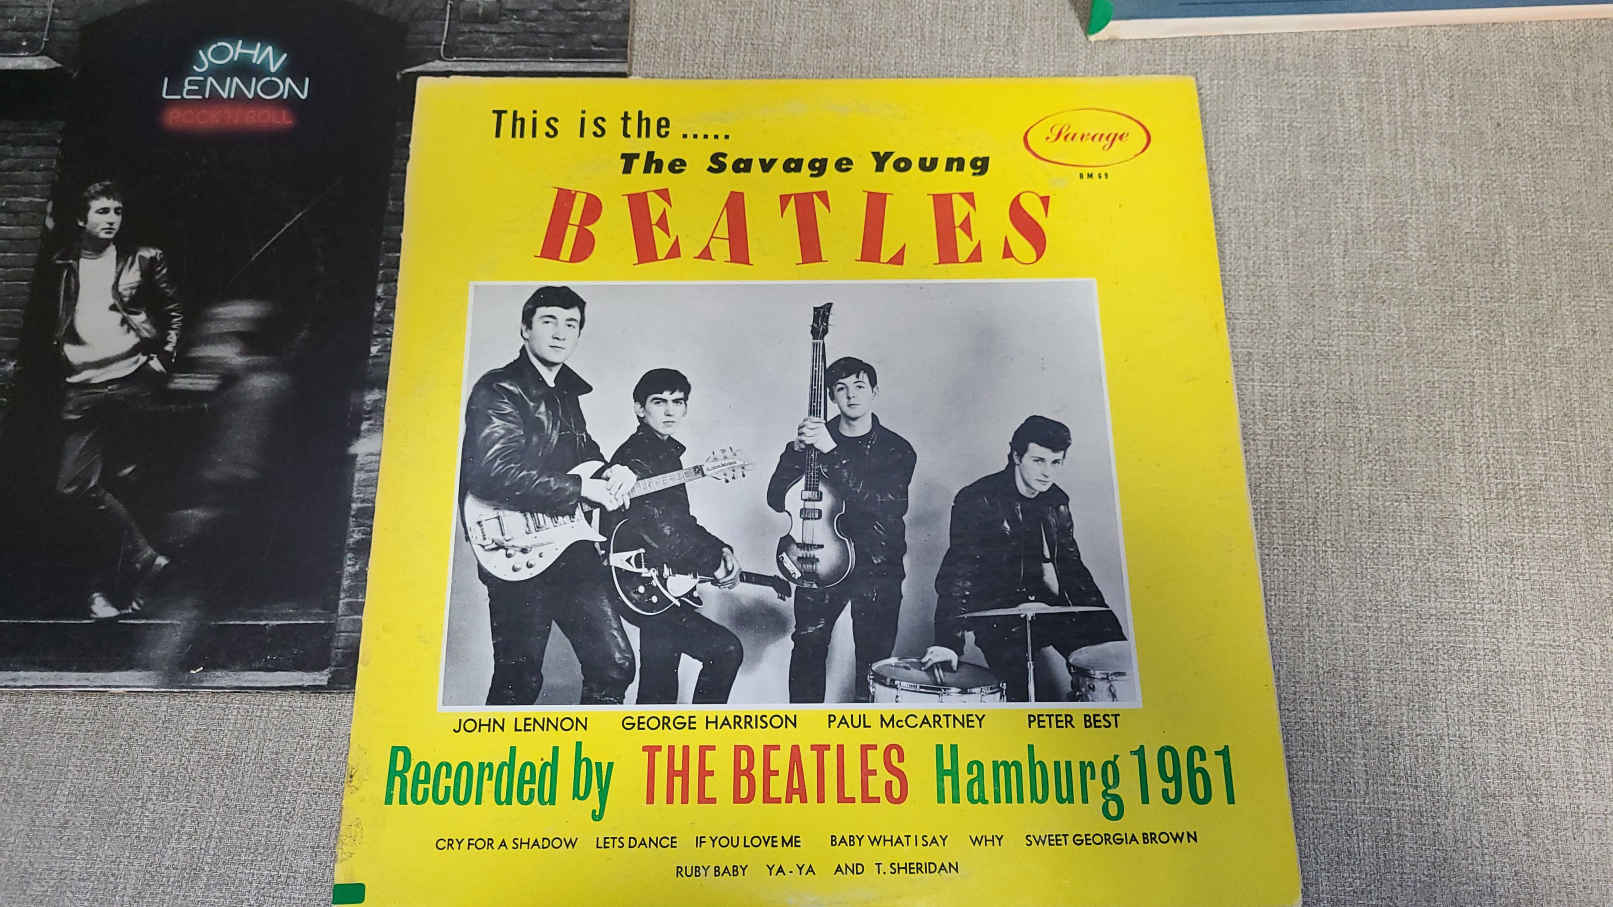 JOHN
LENNON
ROCK 'N' ROLL
This is the .....
The Savage Young
BEATLES
Savage
BM 69
JOHN LENNON GEORGE HARRISON PAUL McCARTNEY PETER BEST
Recorded by THE BEATLES Hamburg 1961
CRY FOR A SHADOW LETS DANCE IF YOU LOVE ME BABY WHAT I SAY WHY SWEET GEORGIA BROWN
RUBY BABY YA-YA AND T. SHERIDAN